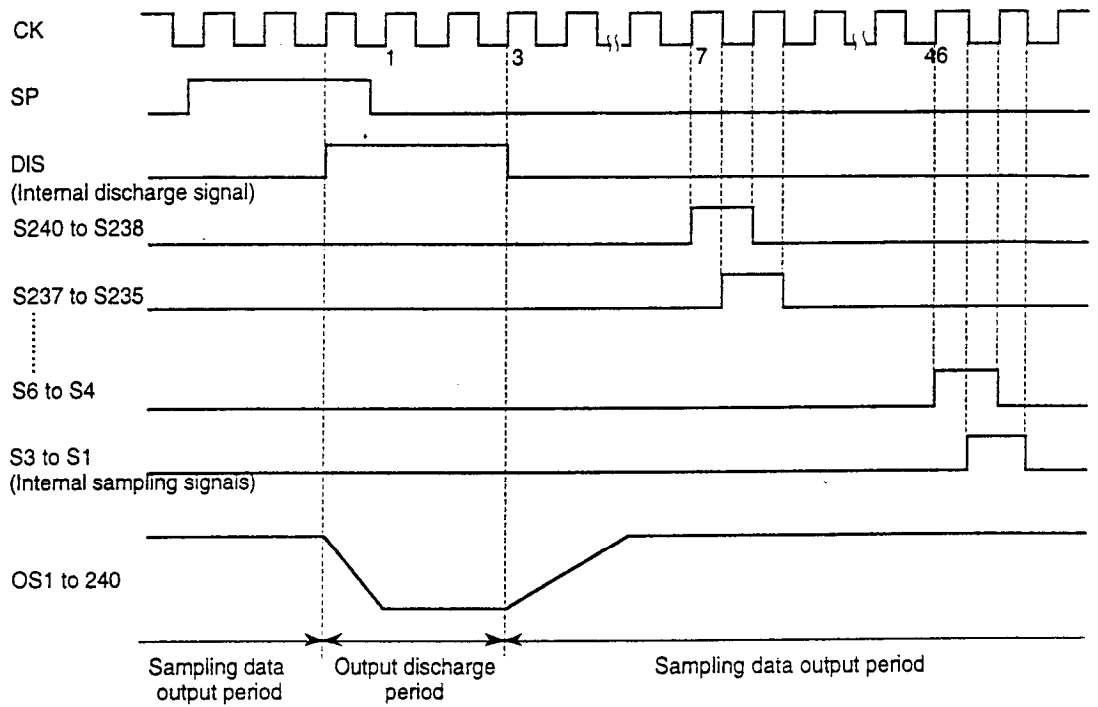 CK
1
3
7
46
SP
DIS
(Internal discharge signal)
S240 to S238
S237 to S235
S6 to S4
S3 to S1
(Internal sampling signals)
OS1 to 240
Sampling data
output period
Output discharge
period
Sampling data output period